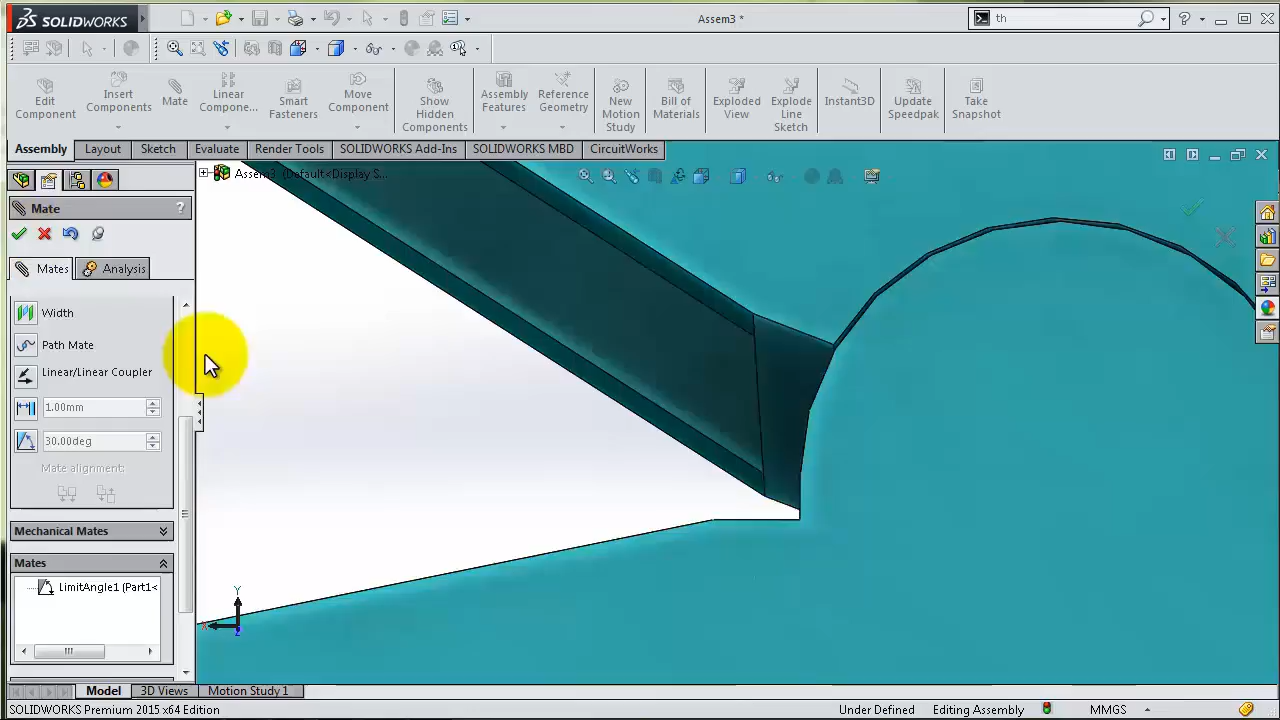 SOLIDWORKS
Assem3 *
th
Edit Component
Insert Components
Mate
Linear Compone...
Smart Fasteners
Move Component
Show Hidden Components
Assembly Features
Reference Geometry
New Motion Study
Bill of Materials
Exploded View
Explode Line Sketch
Instant3D
Update Speedpak
Take Snapshot
Assembly Layout Sketch Evaluate Render Tools SOLIDWORKS Add-Ins SOLIDWORKS MBD CircuitWorks
Assem3 (Default<Display S...
Mate ?
Mates Analysis
Width
Path Mate
Linear/Linear Coupler
1.00mm
30.00deg
Mate alignment:
Mechanical Mates
Mates
LimitAngle1 (Part1<
Y
X
Z
Model 3D Views Motion Study 1
SOLIDWORKS Premium 2015 x64 Edition
Under Defined Editing Assembly MMGS